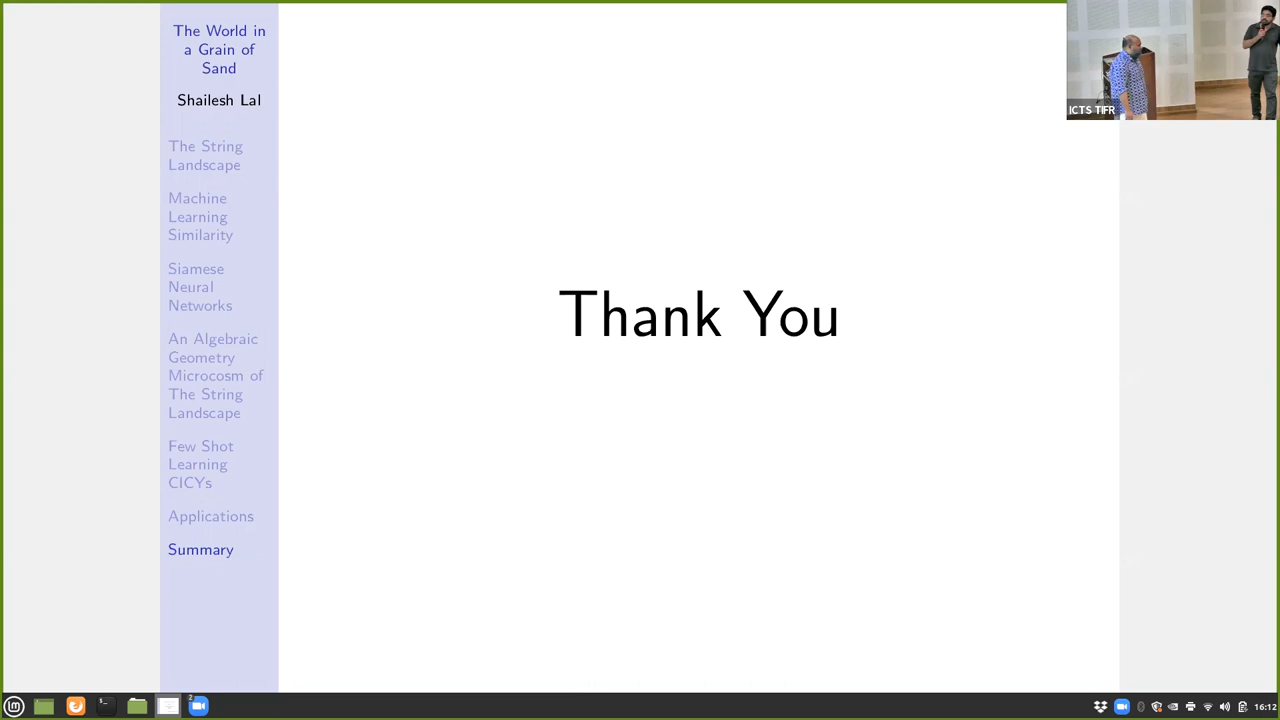 The World in
a Grain of
Sand
Shailesh Lal
The String
Landscape
Machine
Learning
Similarity
Siamese
Neural
Networks
An Algebraic
Geometry
Microcosm of
The String
Landscape
Few Shot
Learning
CICYs
Applications
Summary
Thank You
ICTS TIFR
2
16:12